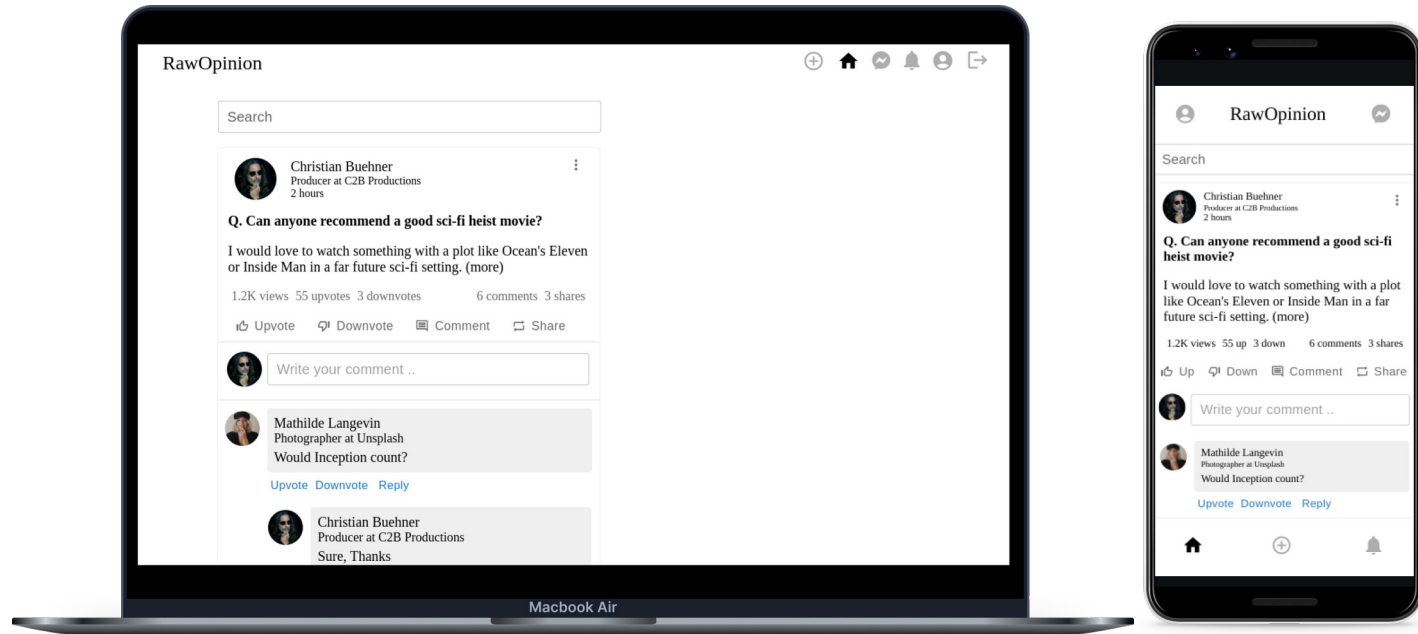 RawOpinion
Search
Christian Buehner
Producer at C2B Productions
2 hours
Q. Can anyone recommend a good sci-fi heist movie?
I would love to watch something with a plot like Ocean's Eleven
or Inside Man in a far future sci-fi setting. (more)
1.2K views 55 upvotes 3 downvotes 6 comments 3 shares
Upvote Downvote Comment Share
Write your comment ..
Mathilde Langevin
Photographer at Unsplash
Would Inception count?
Upvote Downvote Reply
Christian Buehner
Producer at C2B Productions
Sure, Thanks
Macbook Air
RawOpinion
Search
Christian Buehner
Producer at C2B Productions
2 hours
Q. Can anyone recommend a good sci-fi
heist movie?
I would love to watch something with a plot
like Ocean's Eleven or Inside Man in a far
future sci-fi setting. (more)
1.2K views 55 up 3 down 6 comments 3 shares
Up Down Comment Share
Write your comment ..
Mathilde Langevin
Photographer at Unsplash
Would Inception count?
Upvote Downvote Reply